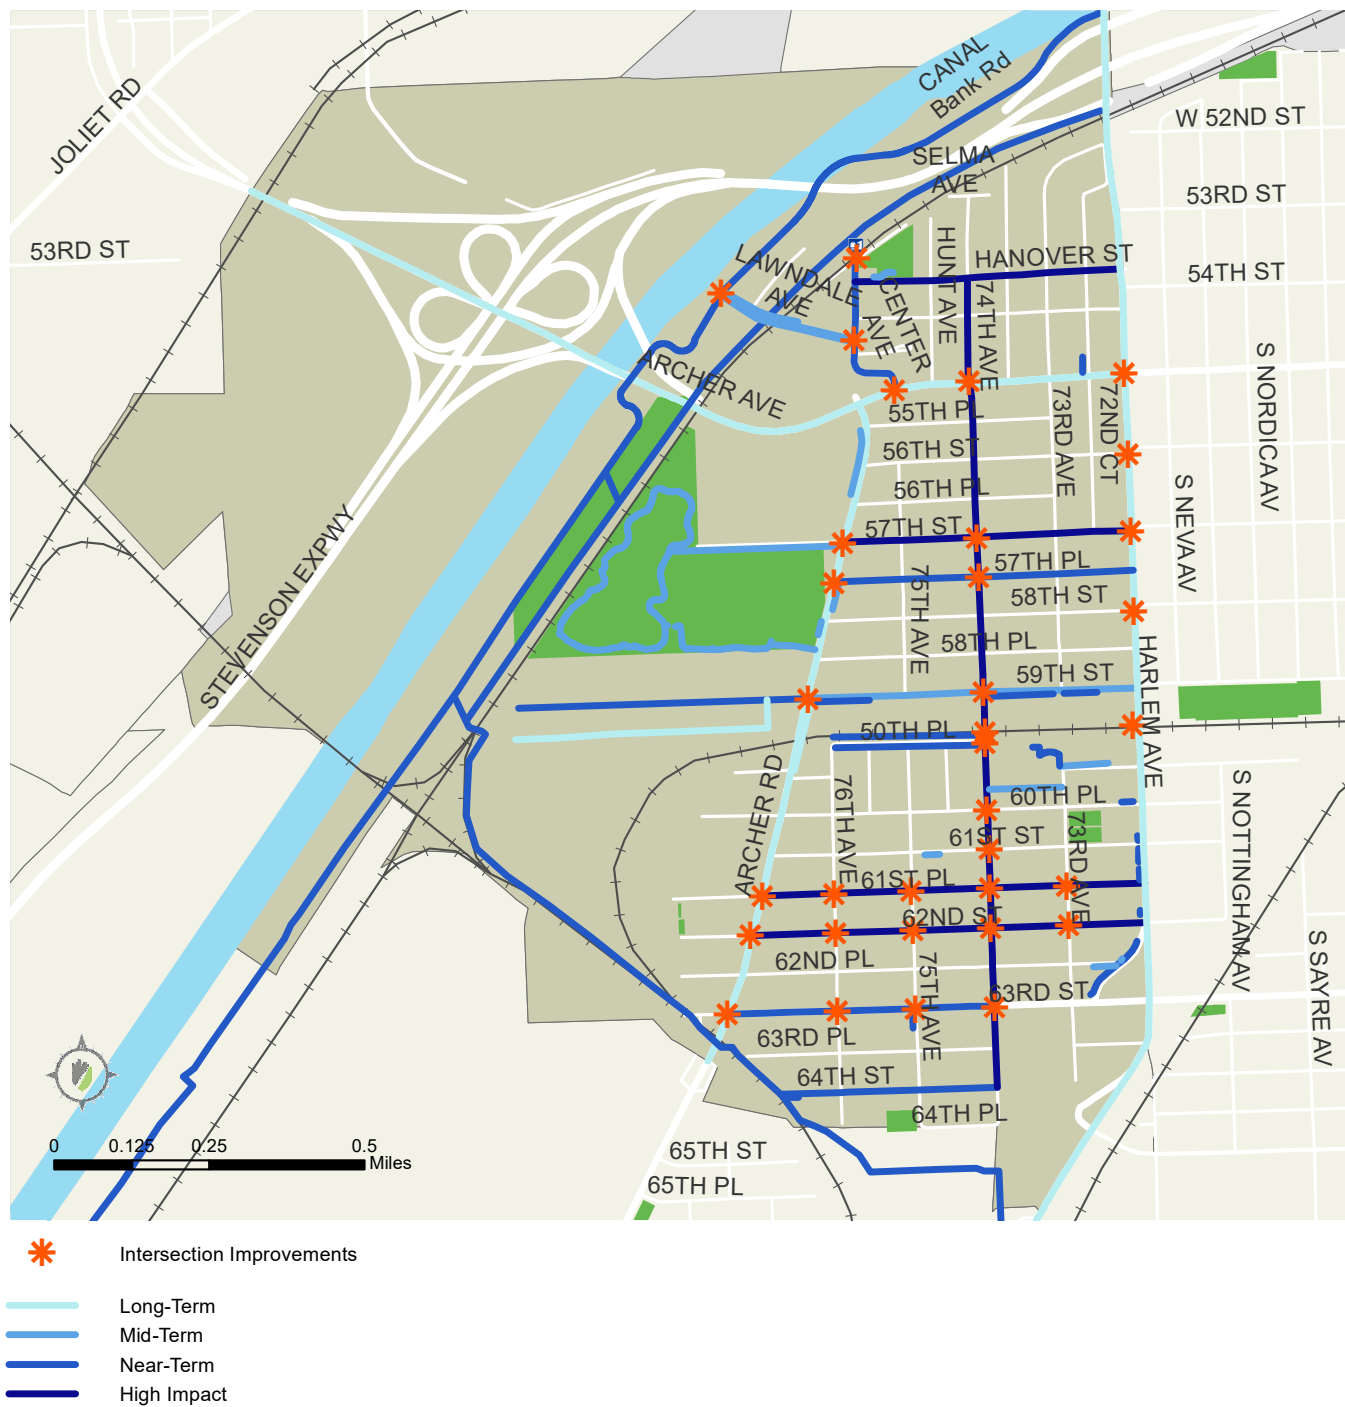 CANAL
Bank Rd
JOLIET RD
W 52ND ST
SELMA
AVE
53RD ST
53RD ST
HANOVER ST
54TH ST
LAWNDALE
AVE
CENTER
AVE
HUNT AVE
74TH AVE
ARCHER AVE
55TH PL
73RD AVE
72ND CT
S NORDICA AV
56TH ST
56TH PL
S NEVA AV
57TH ST
57TH PL
75TH AVE
58TH ST
STEVENSON EXPWY
58TH PL
59TH ST
HARLEM AVE
50TH PL
ARCHER RD
76TH AVE
60TH PL
S NOTTINGHAM AV
61ST ST
73RD AVE
61ST PL
62ND ST
62ND PL
75TH AVE
S SAYRE AV
63RD ST
63RD PL
64TH ST
64TH PL
65TH ST
65TH PL
0 0.125 0.25 0.5
Miles
Intersection Improvements
Long-Term
Mid-Term
Near-Term
High Impact